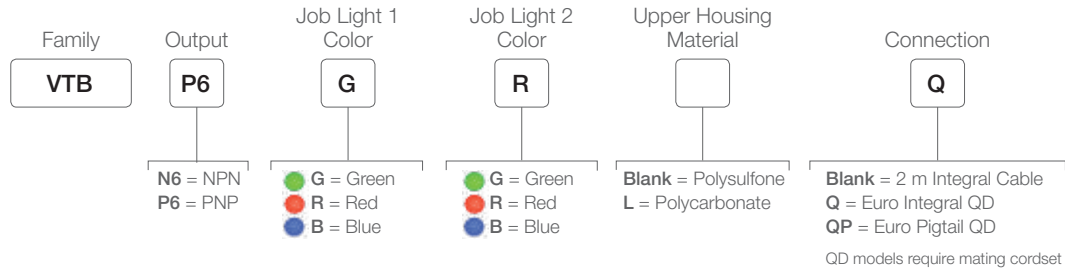 Family
Output
Job Light 1
Color
Job Light 2
Color
Upper Housing
Material
Connection
VTB
P6
G
R
Q
N6 = NPN
P6 = PNP
G = Green
R = Red
B = Blue
G = Green
R = Red
B = Blue
Blank = Polysulfone
L = Polycarbonate
Blank = 2 m Integral Cable
Q = Euro Integral QD
QP = Euro Pigtail QD
QD models require mating cordset